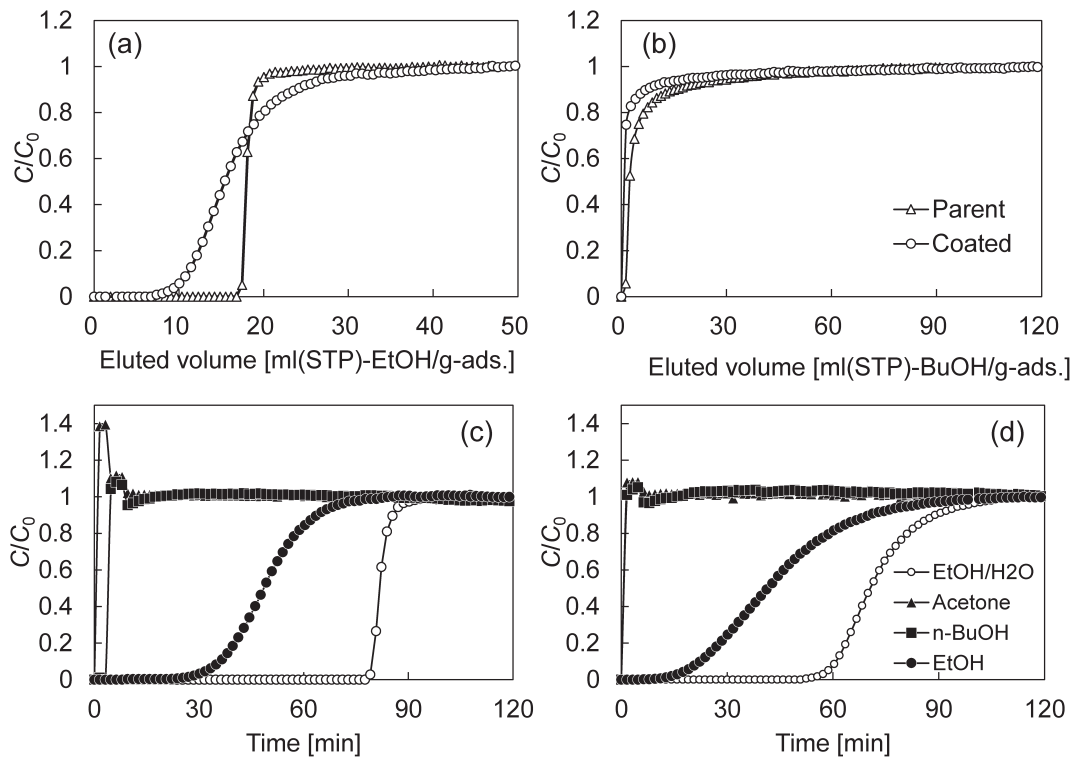 1.2
1
0.8
0.6
0.4
0.2
0
C/C0
(a)
0 10 20 30 40 50
Eluted volume [ml(STP)-EtOH/g-ads.]
1.2
1
0.8
0.6
0.4
0.2
0
C/C0
(b)
Parent
Coated
0 30 60 90 120
Eluted volume [ml(STP)-BuOH/g-ads.]
1.4
1.2
1
0.8
0.6
0.4
0.2
0
C/C0
(c)
0 30 60 90 120
Time [min]
1.4
1.2
1
0.8
0.6
0.4
0.2
0
C/C0
(d)
EtOH/H2O
Acetone
n-BuOH
EtOH
0 30 60 90 120
Time [min]